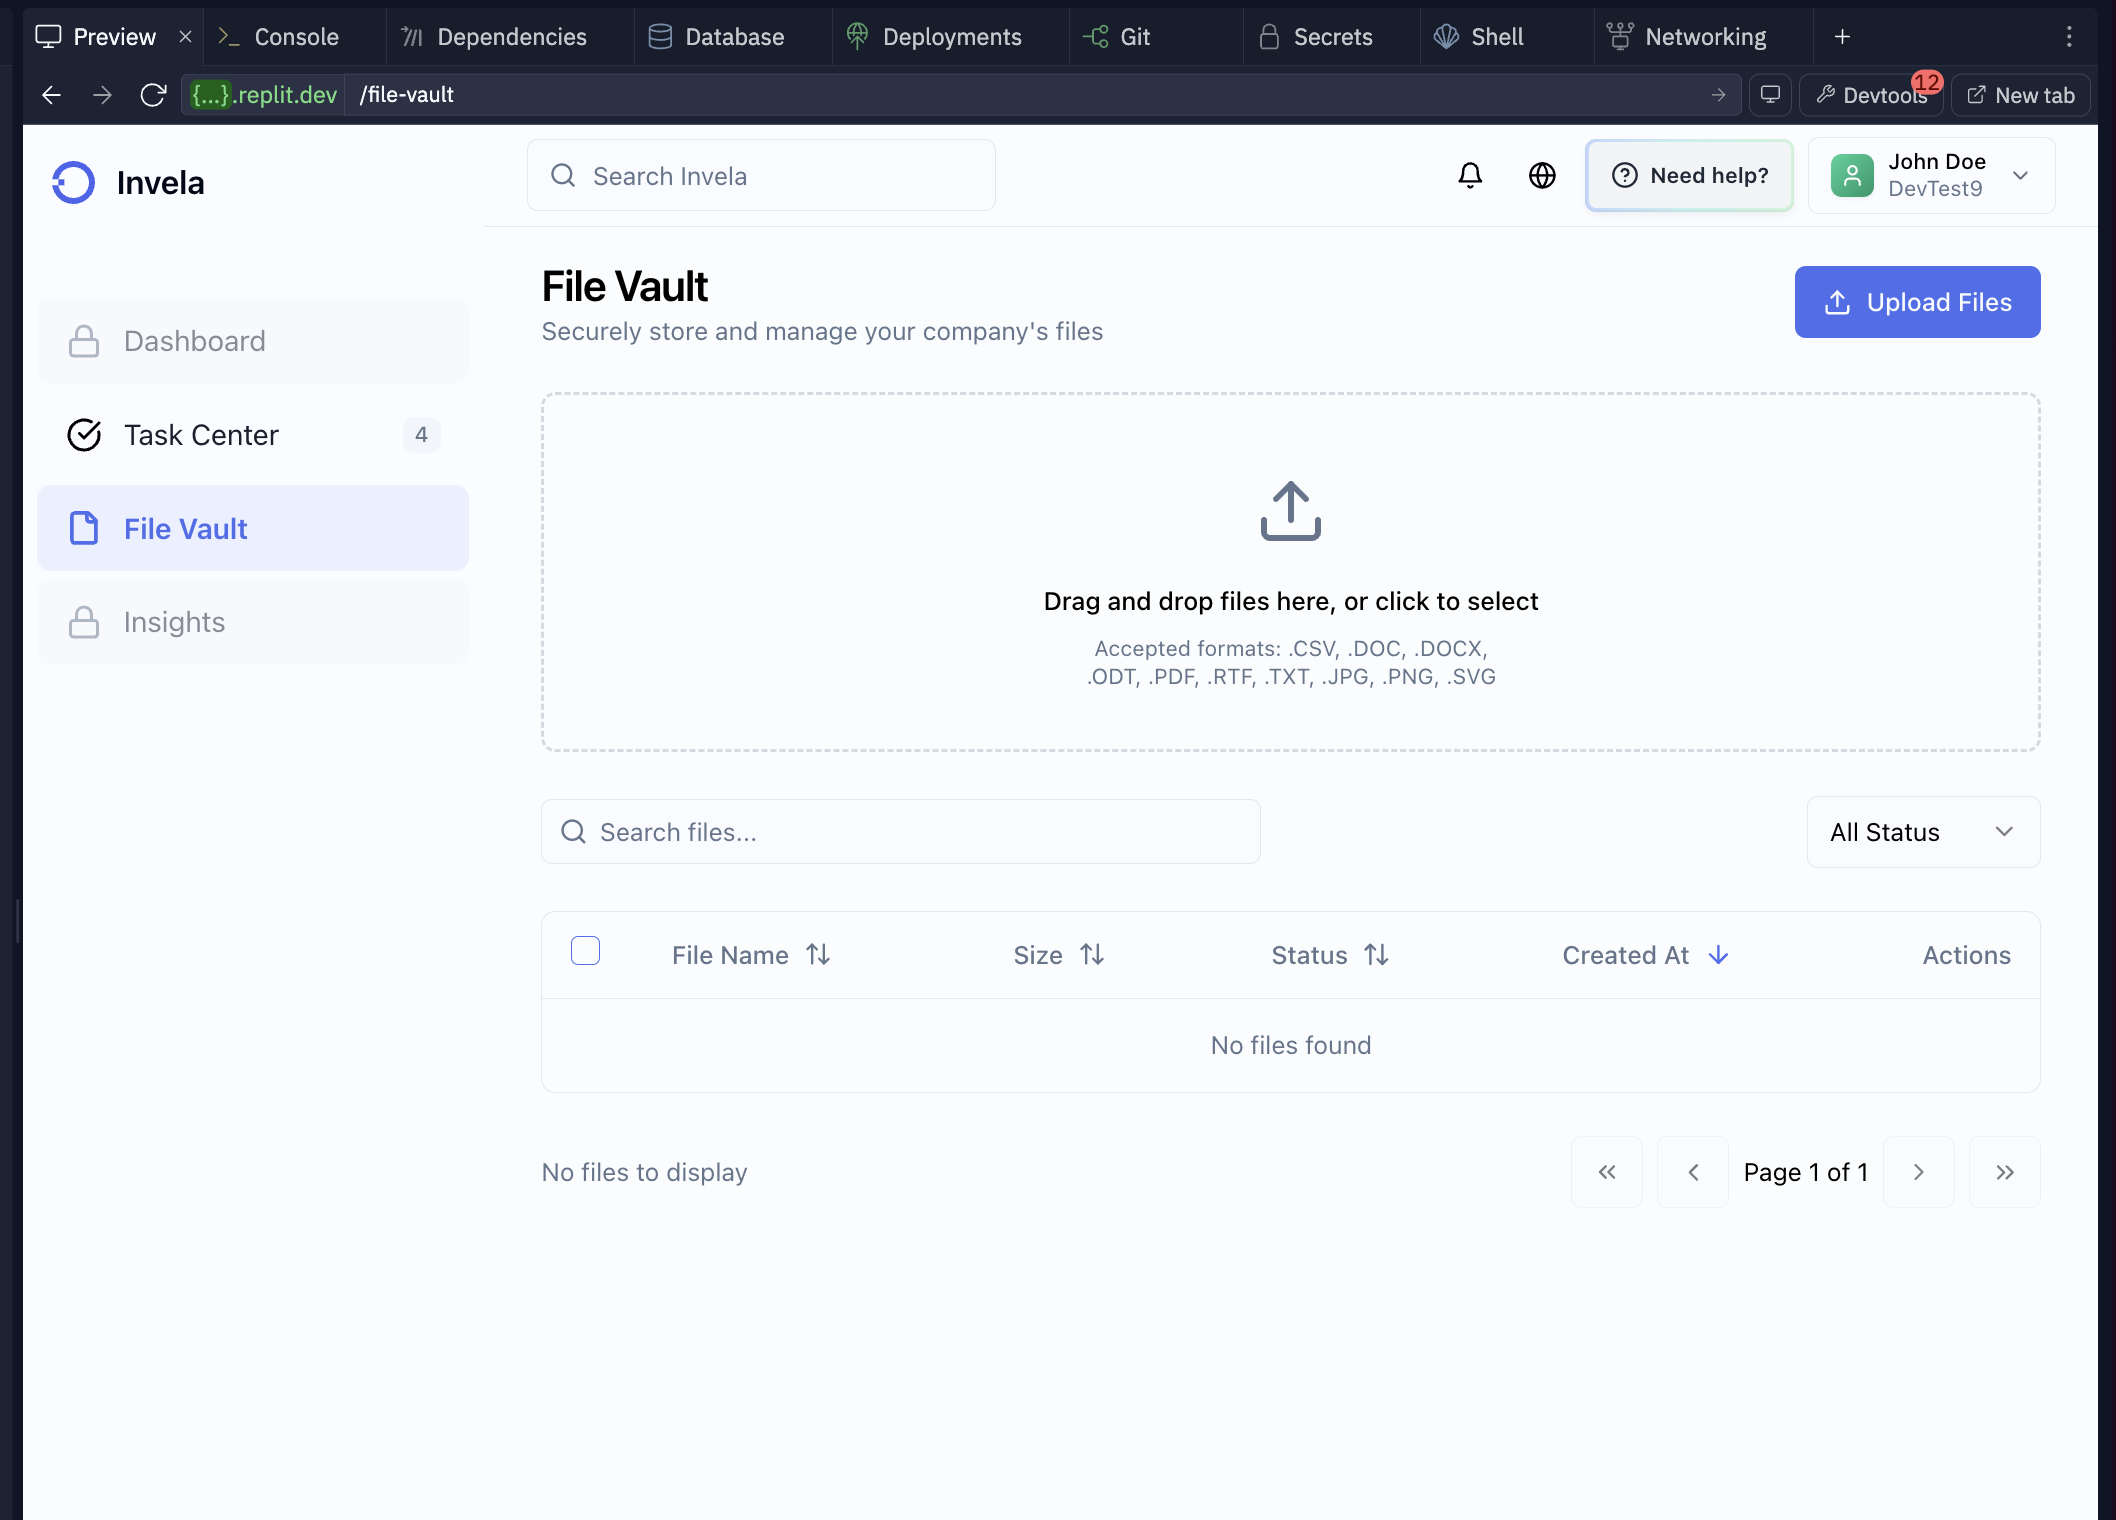 Preview
Console
Dependencies
Database
Deployments
Git
Secrets
Shell
Networking
{...}.replit.dev
/file-vault
Devtools
12
New tab
Invela
Search Invela
Need help?
John Doe
DevTest9
Dashboard
Task Center
4
File Vault
Insights
File Vault
Securely store and manage your company's files
Upload Files
Drag and drop files here, or click to select
Accepted formats: .CSV, .DOC, .DOCX,
.ODT, .PDF, .RTF, .TXT, .JPG, .PNG, .SVG
Search files...
All Status
File Name
Size
Status
Created At
Actions
No files found
No files to display
Page 1 of 1